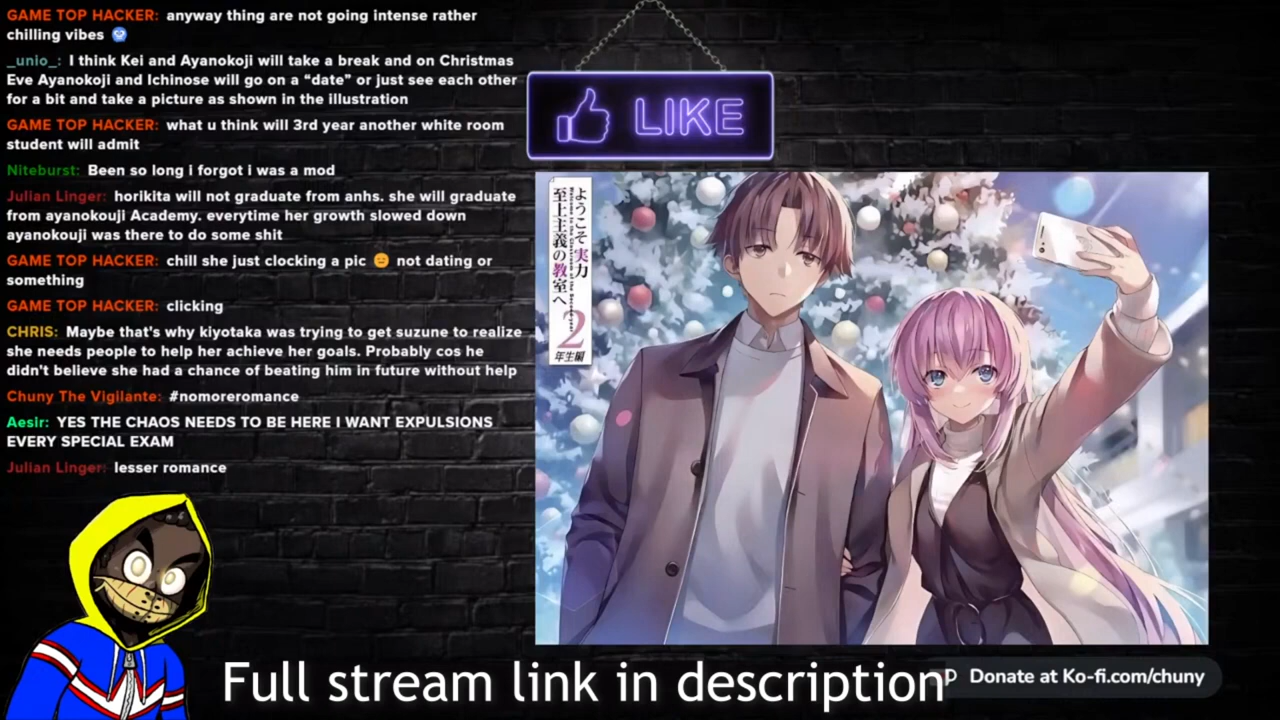 GAME TOP HACKER: anyway thing are not going intense rather
chilling vibes
_unio_: I think Kei and Ayanokoji will take a break and on Christmas
Eve Ayanokoji and Ichinose will go on a “date” or just see each other
for a bit and take a picture as shown in the illustration
GAME TOP HACKER: what u think will 3rd year another white room
student will admit
Niteburst: Been so long i forgot i was a mod
Julian Linger: horikita will not graduate from anhs. she will graduate
from ayanokouji Academy. everytime her growth slowed down
ayanokouji was there to do some shit
GAME TOP HACKER: chill she just clocking a pic 😑 not dating or
something
GAME TOP HACKER: clicking
CHRIS: Maybe that's why kiyotaka was trying to get suzune to realize
she needs people to help her achieve her goals. Probably cos he
didn't believe she had a chance of beating him in future without help
Chuny The Vigilante: #nomoreromance
Aesir: YES THE CHAOS NEEDS TO BE HERE I WANT EXPULSIONS
EVERY SPECIAL EXAM
Julian Linger: lesser romance
LIKE
ようこそ実力
至上主義の教室へ
2
年生編
Full stream link in description
Donate at Ko-fi.com/chuny